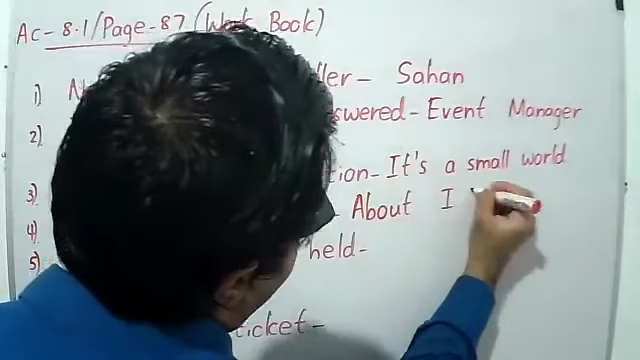 Ac-8.1/Page-87 (Work Book)
1) ller- Sahan
2) swered- Event Manager
3) tion- It's a small world
4) About I
5) held-
ticket-